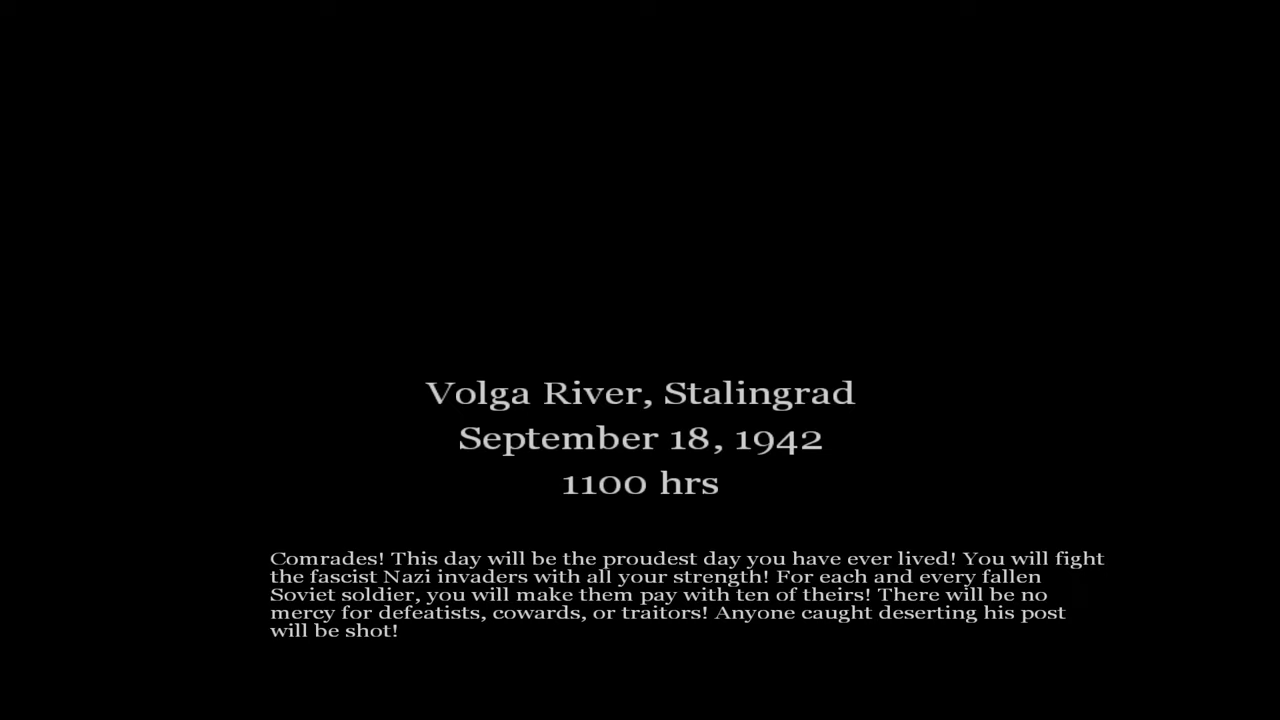 Volga River, Stalingrad
September 18, 1942
1100 hrs
Comrades! This day will be the proudest day you have ever lived! You will fight
the fascist Nazi invaders with all your strength! For each and every fallen
Soviet soldier, you will make them pay with ten of theirs! There will be no
mercy for defeatists, cowards, or traitors! Anyone caught deserting his post
will be shot!